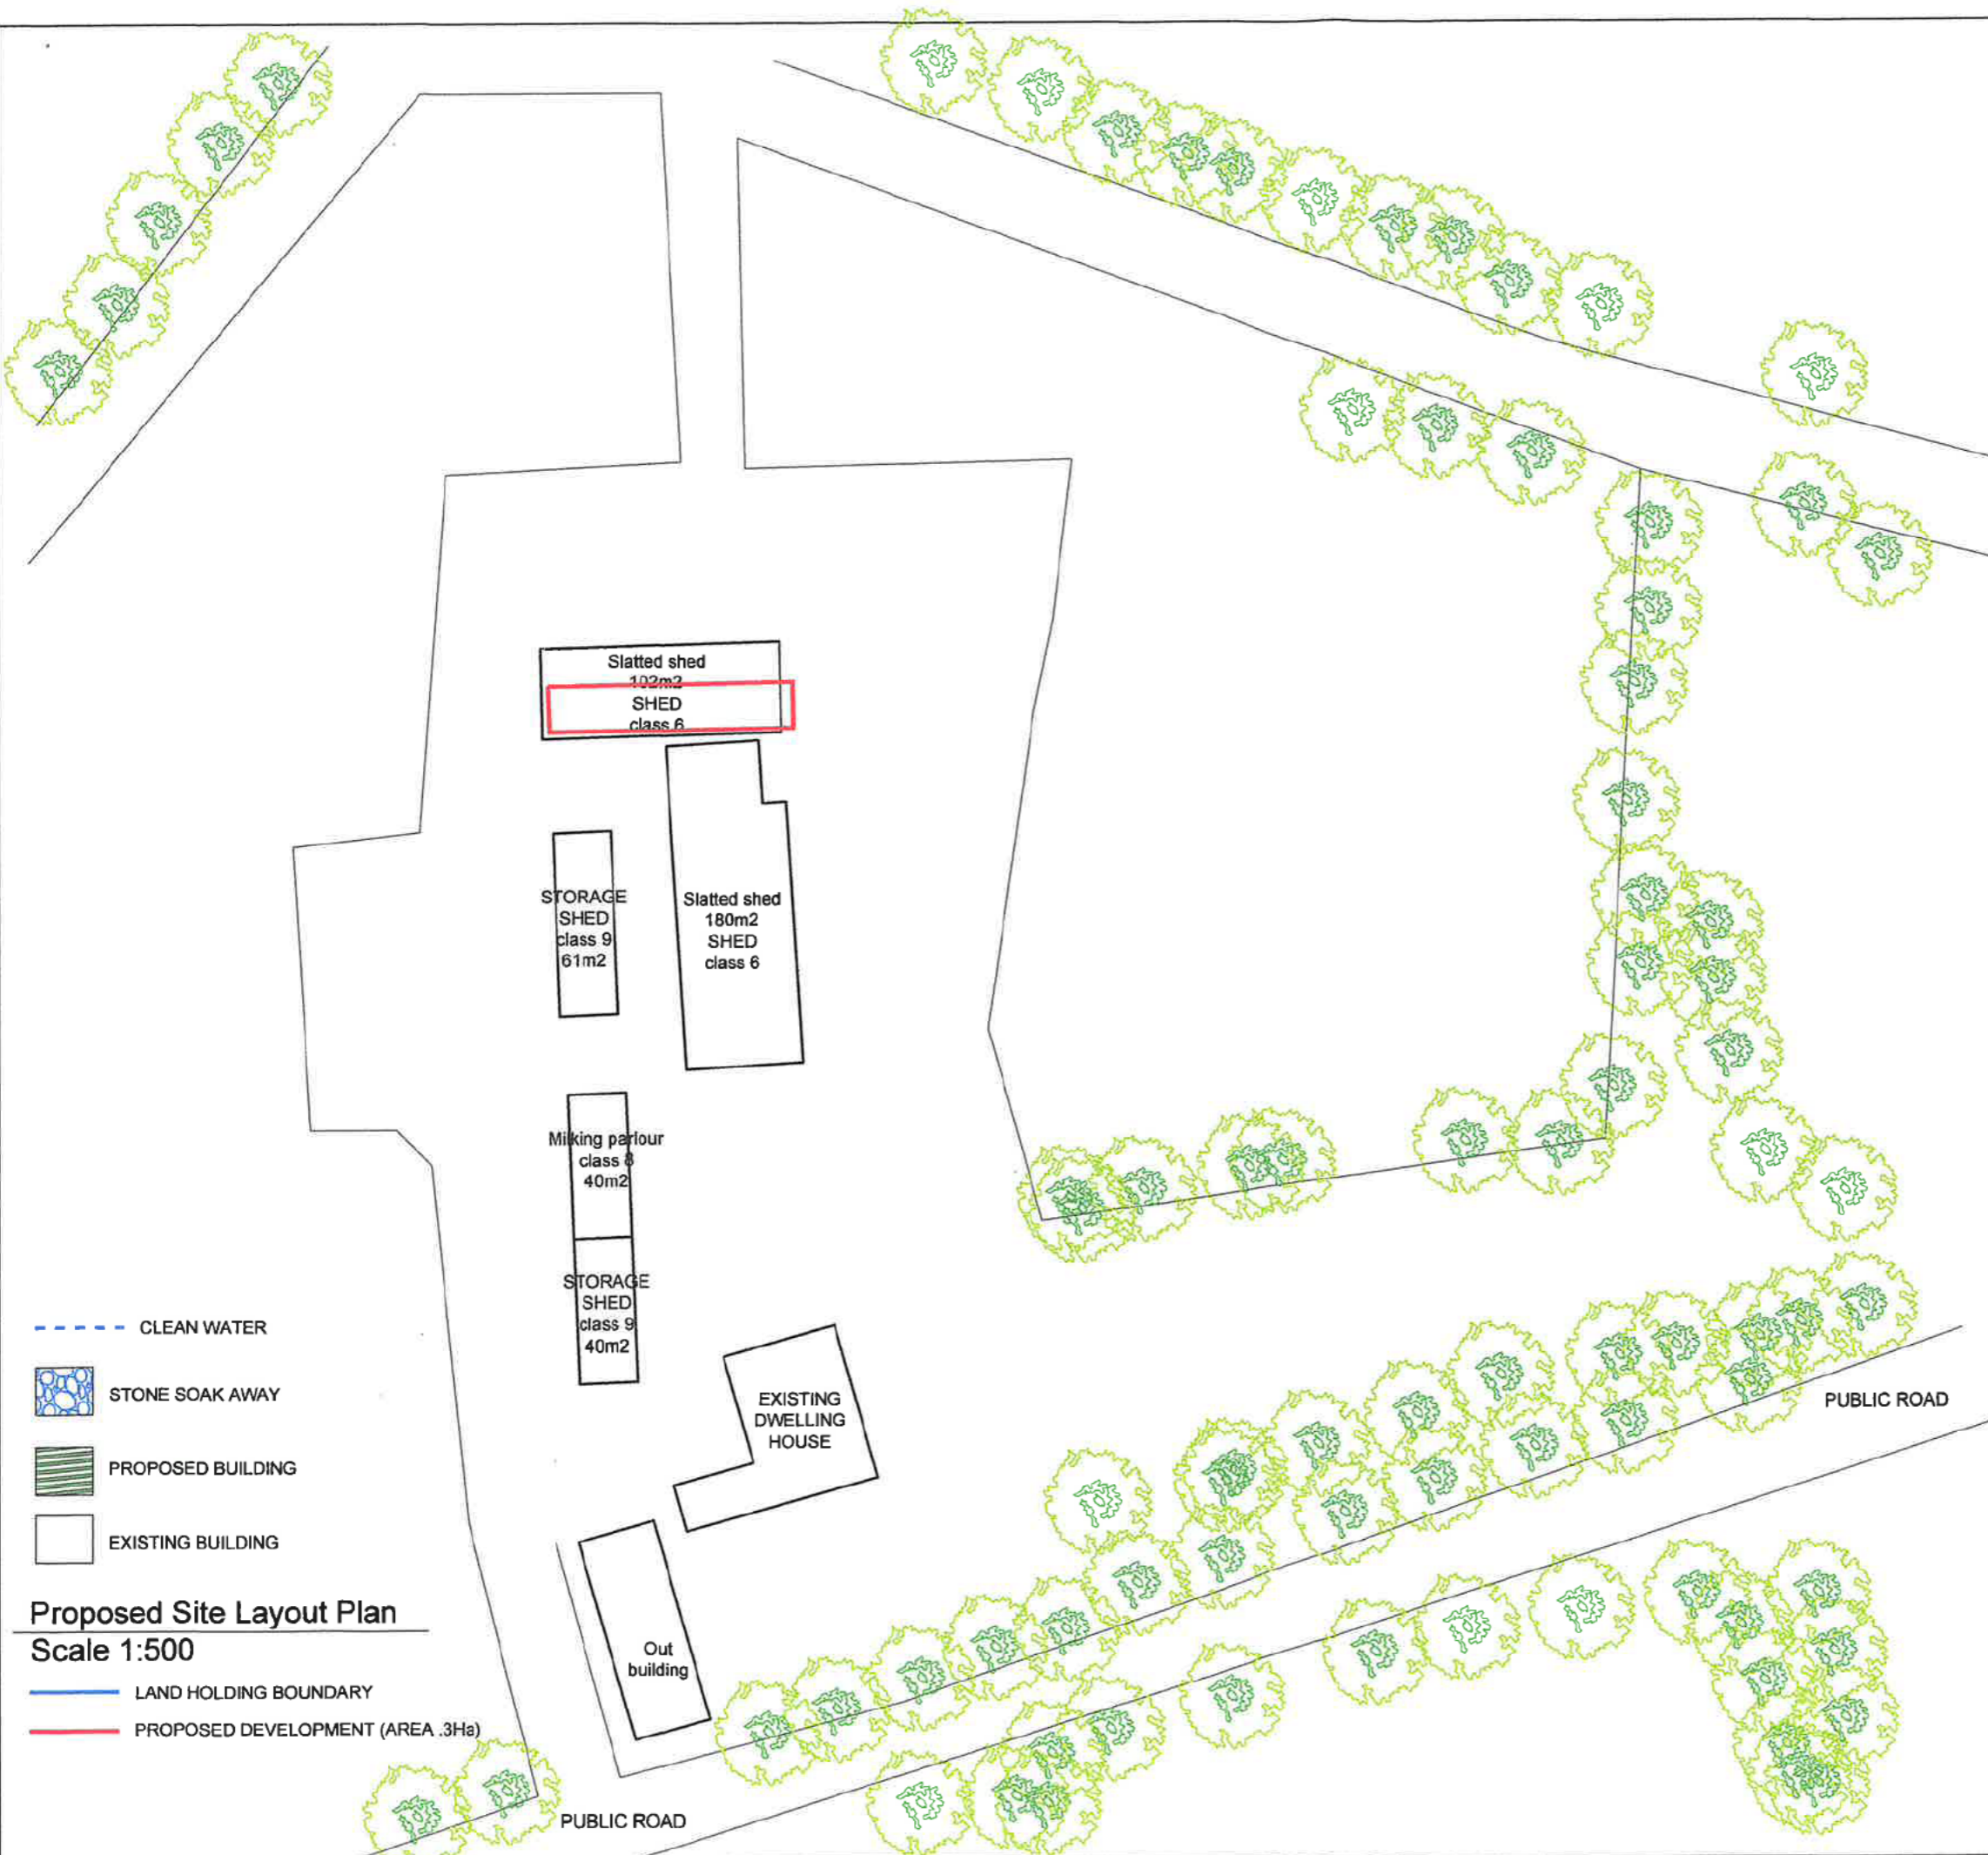 Slatted shed
102m2
SHED
class 6
STORAGE
SHED
class 9
61m2
Slatted shed
180m2
SHED
class 6
Milking parlour
class 8
40m2
STORAGE
SHED
class 9
40m2
EXISTING
DWELLING
HOUSE
Out
building
PUBLIC ROAD
PUBLIC ROAD
CLEAN WATER
STONE SOAK AWAY
PROPOSED BUILDING
EXISTING BUILDING
Proposed Site Layout Plan
Scale 1:500
LAND HOLDING BOUNDARY
PROPOSED DEVELOPMENT (AREA .3Ha)